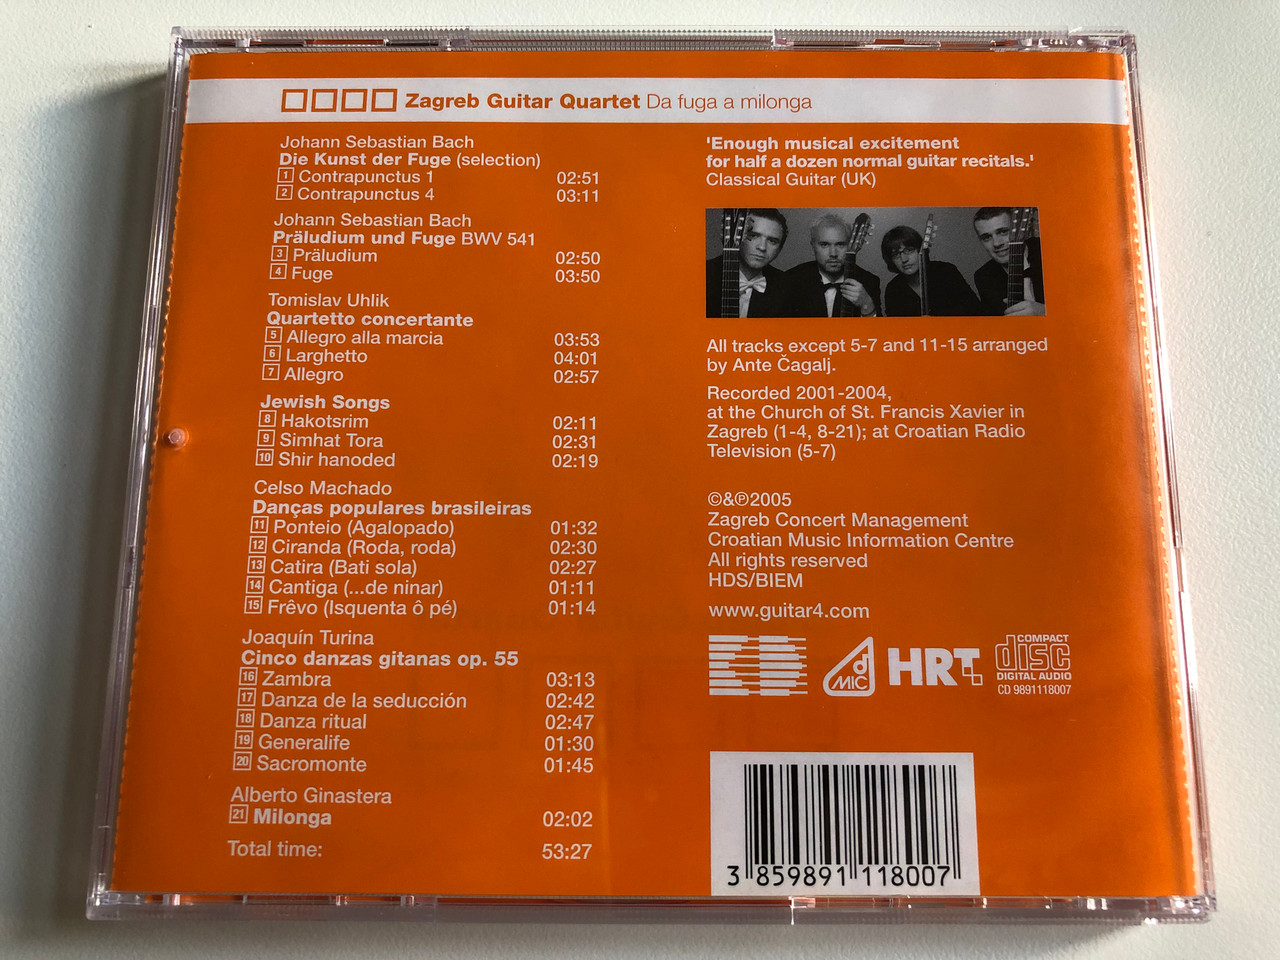 Zagreb Guitar Quartet Da fuga a milonga
Johann Sebastian Bach
Die Kunst der Fuge (selection)
1 Contrapunctus 1 02:51
2 Contrapunctus 4 03:11
Johann Sebastian Bach
Präludium und Fuge BWV 541
3 Präludium 02:50
4 Fuge 03:50
Tomislav Uhlik
Quartetto concertante
5 Allegro alla marcia 03:53
6 Larghetto 04:01
7 Allegro 02:57
Jewish Songs
8 Hakotsrim 02:11
9 Simhat Tora 02:31
10 Shir hanoded 02:19
Celso Machado
Danças populares brasileiras
11 Ponteio (Agalopado) 01:32
12 Ciranda (Roda, roda) 02:30
13 Catira (Bati sola) 02:27
14 Cantiga (...de ninar) 01:11
15 Frêvo (Isquenta ô pé) 01:14
Joaquín Turina
Cinco danzas gitanas op. 55
16 Zambra 03:13
17 Danza de la seducción 02:42
18 Danza ritual 02:47
19 Generalife 01:30
20 Sacromonte 01:45
Alberto Ginastera
21 Milonga 02:02
Total time: 53:27
'Enough musical excitement
for half a dozen normal guitar recitals.'
Classical Guitar (UK)
All tracks except 5-7 and 11-15 arranged
by Ante Čagalj.
Recorded 2001-2004,
at the Church of St. Francis Xavier in
Zagreb (1-4, 8-21); at Croatian Radio
Television (5-7)
©&℗2005
Zagreb Concert Management
Croatian Music Information Centre
All rights reserved
HDS/BIEM
www.guitar4.com
MIC
HRT
COMPACT
disc
DIGITAL AUDIO
CD 9891118007
3 859891 118007